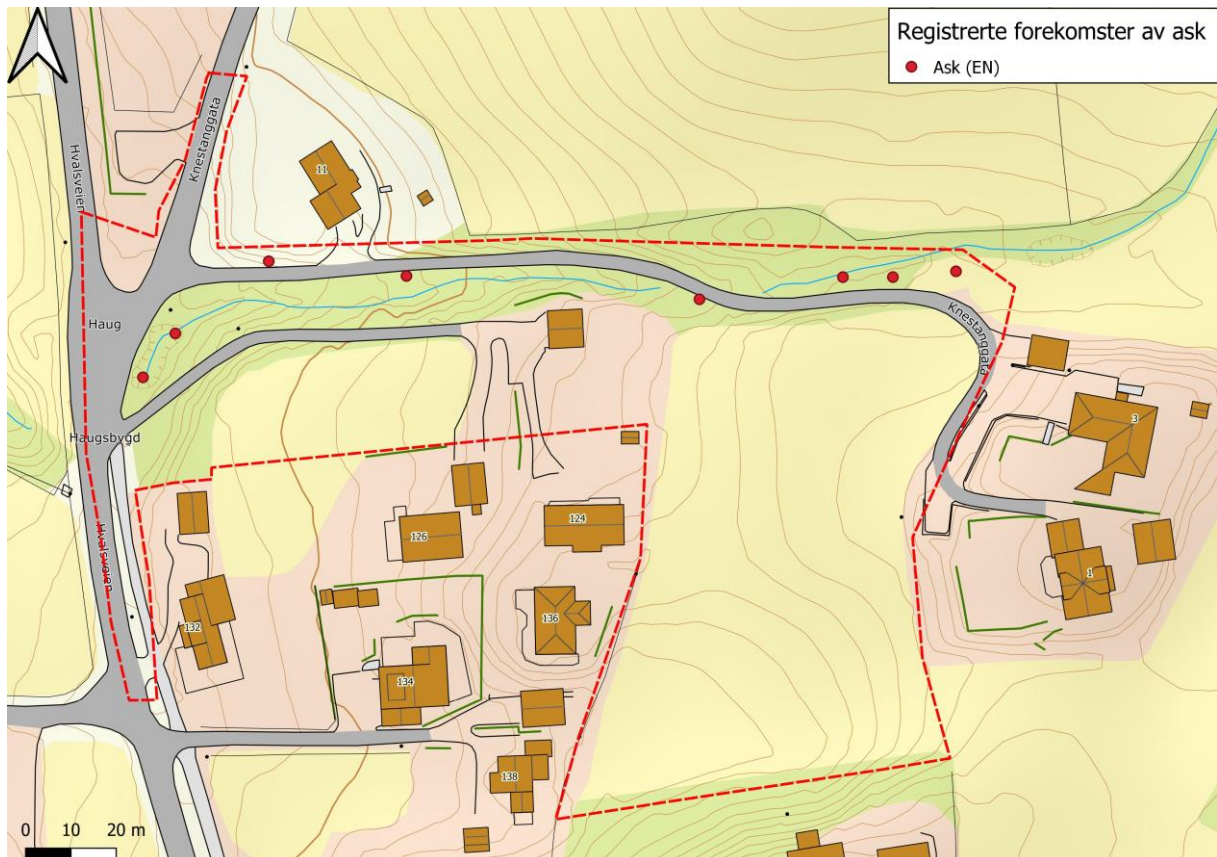 Registrerte forekomster av ask
Ask (EN)
Hvalsveien
Knestanggata
11
Haug
Knestanggata
Haugsbygd
3
124
126
Hvalsveien
1
136
132
134
138
0 10 20 m